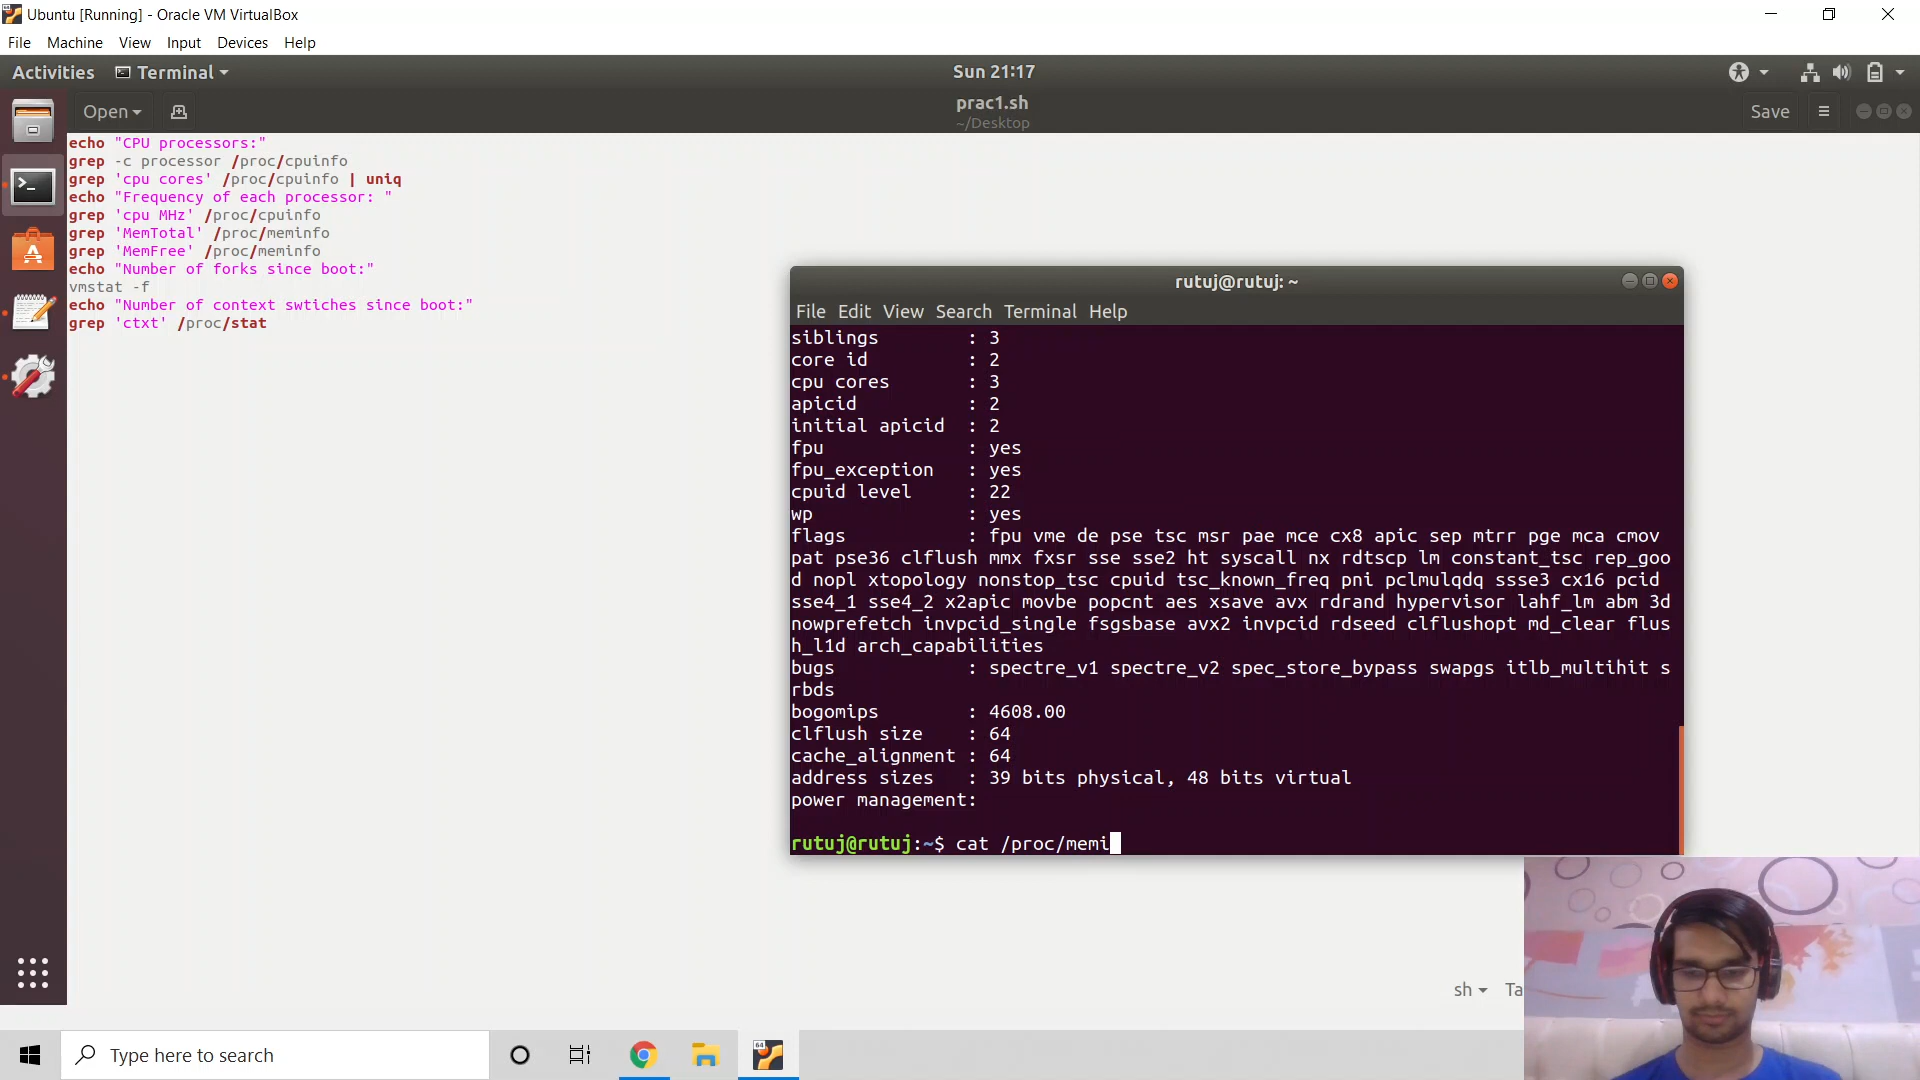 Ubuntu [Running] - Oracle VM VirtualBox
File Machine View Input Devices Help
Activities Terminal Sun 21:17
Open prac1.sh Save
~/Desktop
echo "CPU processors:"
grep -c processor /proc/cpuinfo
grep 'cpu cores' /proc/cpuinfo | uniq
echo "Frequency of each processor: "
grep 'cpu MHz' /proc/cpuinfo
grep 'MemTotal' /proc/meminfo
grep 'MemFree' /proc/meminfo
echo "Number of forks since boot:"
vmstat -f
echo "Number of context swtiches since boot:"
grep 'ctxt' /proc/stat
rutuj@rutuj: ~
File Edit View Search Terminal Help
siblings : 3
core id : 2
cpu cores : 3
apicid : 2
initial apicid : 2
fpu : yes
fpu_exception : yes
cpuid level : 22
wp : yes
flags : fpu vme de pse tsc msr pae mce cx8 apic sep mtrr pge mca cmov
pat pse36 clflush mmx fxsr sse sse2 ht syscall nx rdtscp lm constant_tsc rep_goo
d nopl xtopology nonstop_tsc cpuid tsc_known_freq pni pclmulqdq ssse3 cx16 pcid
sse4_1 sse4_2 x2apic movbe popcnt aes xsave avx rdrand hypervisor lahf_lm abm 3d
nowprefetch invpcid_single fsgsbase avx2 invpcid rdseed clflushopt md_clear flus
h_l1d arch_capabilities
bugs : spectre_v1 spectre_v2 spec_store_bypass swapgs itlb_multihit s
rbds
bogomips : 4608.00
clflush size : 64
cache_alignment : 64
address sizes : 39 bits physical, 48 bits virtual
power management:
rutuj@rutuj:~$ cat /proc/memi
sh Ta
Type here to search
64